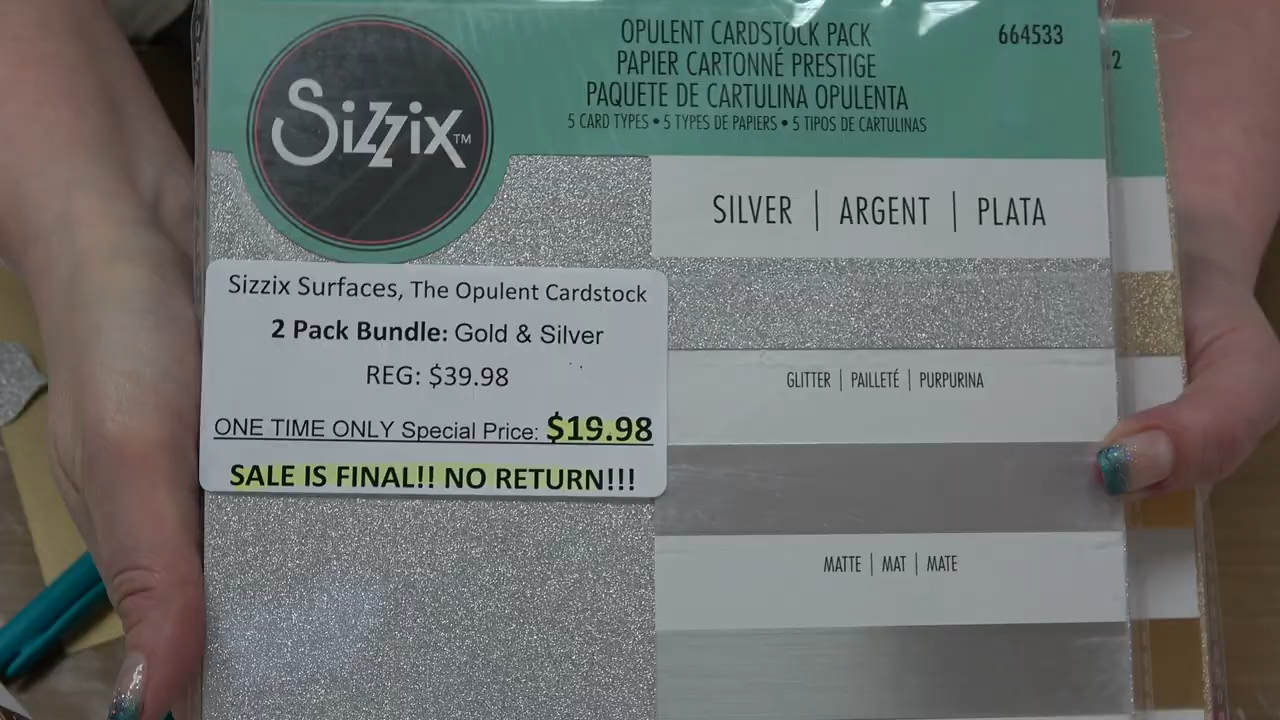 OPULENT CARDSTOCK PACK
664533
PAPIER CARTONNÉ PRESTIGE
PAQUETE DE CARTULINA OPULENTA
5 CARD TYPES • 5 TYPES DE PAPIERS • 5 TIPOS DE CARTULINAS
2
Sizzix™
SILVER | ARGENT | PLATA
Sizzix Surfaces, The Opulent Cardstock
2 Pack Bundle: Gold & Silver
REG: $39.98
ONE TIME ONLY Special Price: $19.98
SALE IS FINAL!! NO RETURN!!!
GLITTER | PAILLETÉ | PURPURINA
MATTE | MAT | MATE